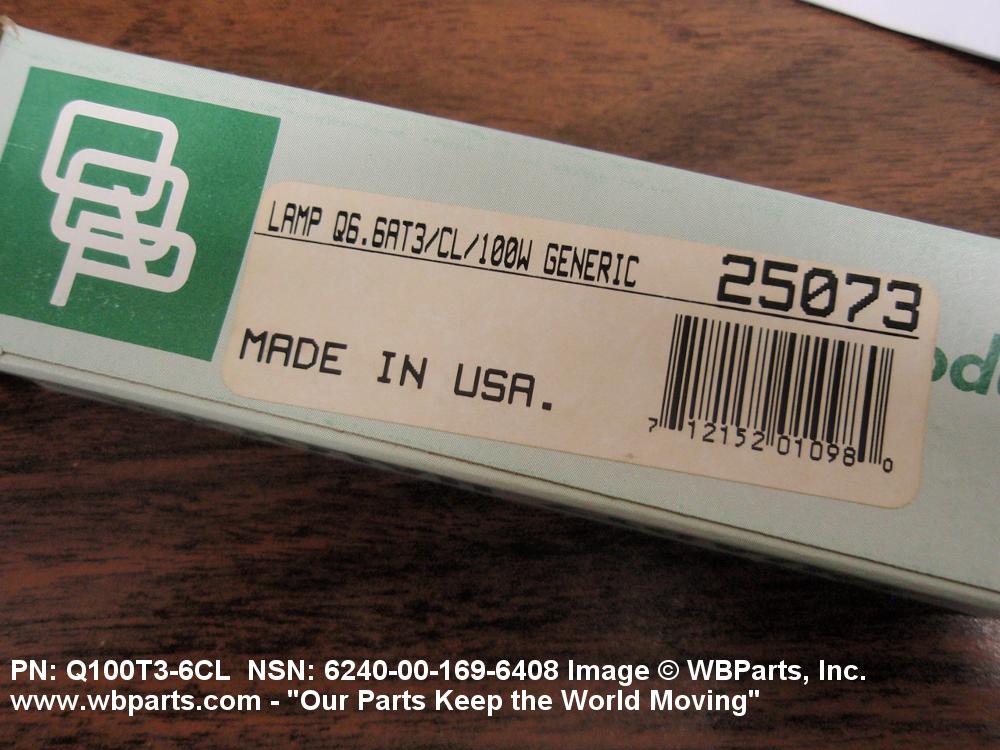 LAMP Q6.6AT3/CL/100W GENERIC
25073
MADE IN USA.
7 12152 01098 0
PN: Q100T3-6CL NSN: 6240-00-169-6408 Image © WBParts, Inc.
www.wbparts.com - "Our Parts Keep the World Moving"